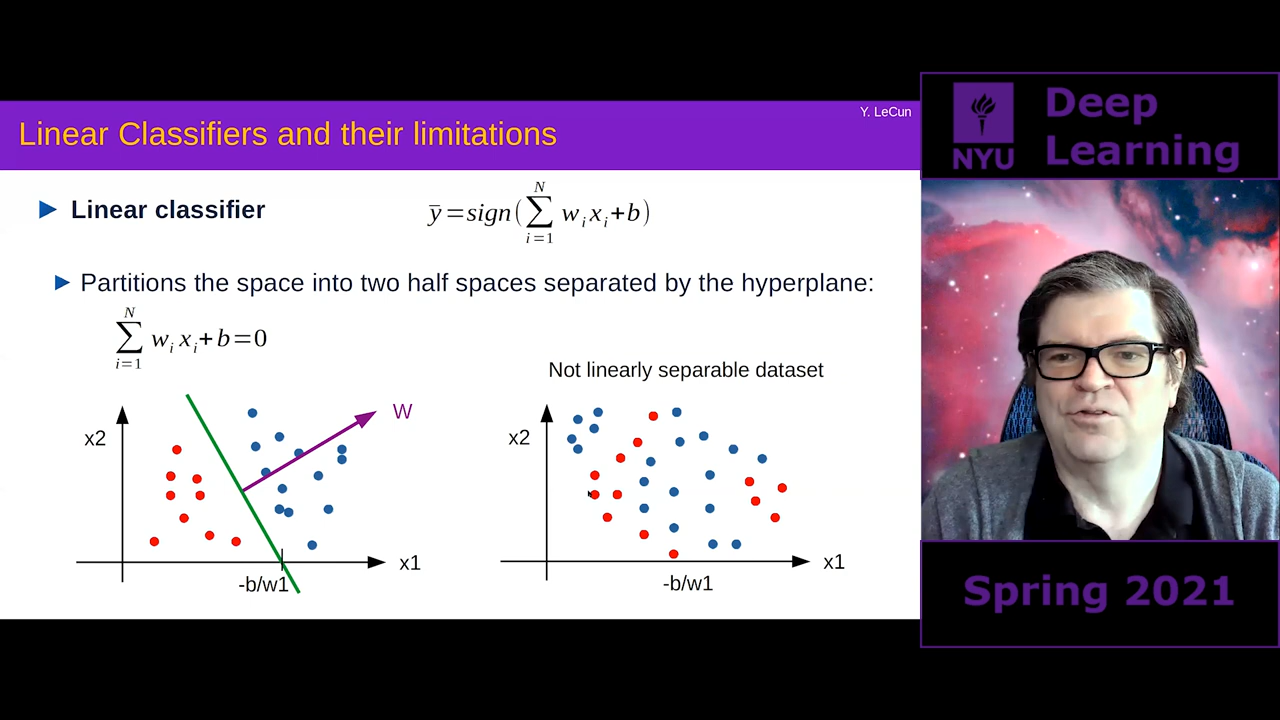 Y. LeCun
Linear Classifiers and their limitations
Linear classifier
ȳ=sign(∑_{i=1}^{N} w_i x_i+b)
Partitions the space into two half spaces separated by the hyperplane:
∑_{i=1}^{N} w_i x_i+b=0
Not linearly separable dataset
x2
W
x1
-b/w1
x2
x1
-b/w1
NYU
Deep
Learning
Spring 2021